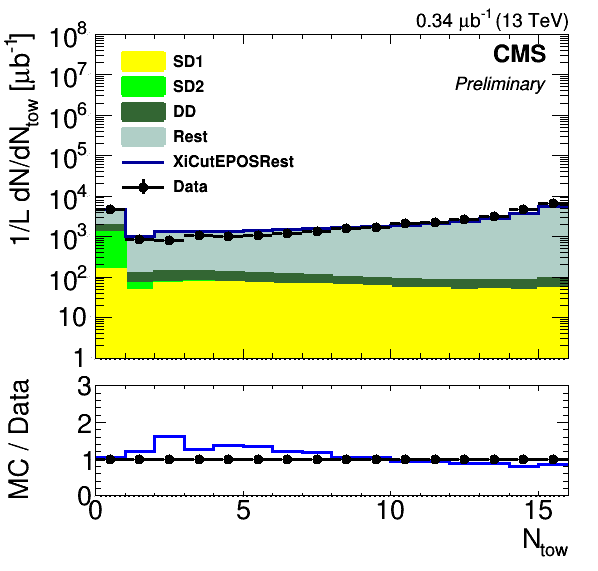 0.34 μb⁻¹ (13 TeV)
CMS
Preliminary
1/L dN/dN_tow [μb⁻¹]
10⁸
10⁷
10⁶
10⁵
10⁴
10³
10²
10
1
SD1
SD2
DD
Rest
XiCutEPOSRest
Data
MC / Data
3
2
1
0
0 5 10 15
N_tow